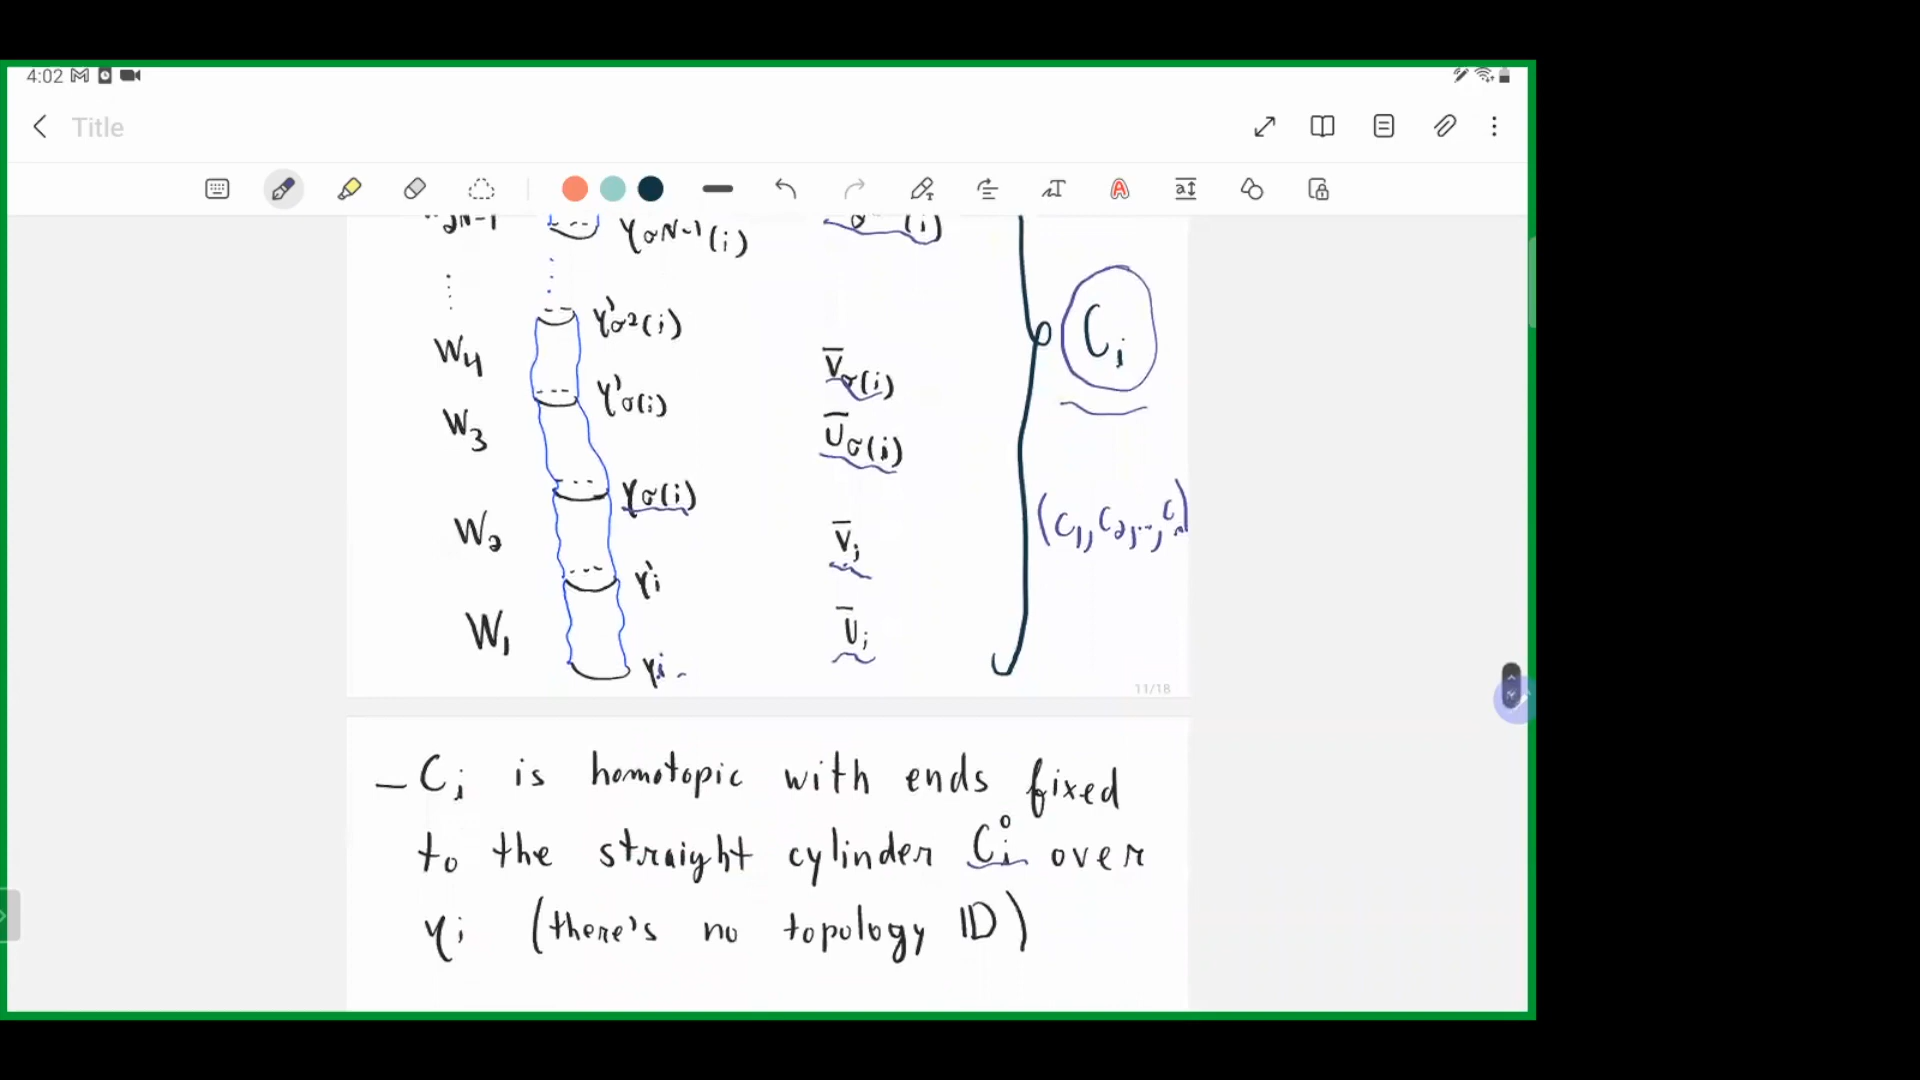 4:02
Title
γσN-1(i)
γ'σ2(i)
W4
V̄σ(i)
Ci
γ'σ(i)
W3
Ūσ(i)
γσ(i)
(C1, C2, ..., Cn)
W2
V̄i
γ'i
W1
Ūi
γi
11/18
– Ci is homotopic with ends fixed
to the straight cylinder Ci⁰ over
γi (there's no topology ID)